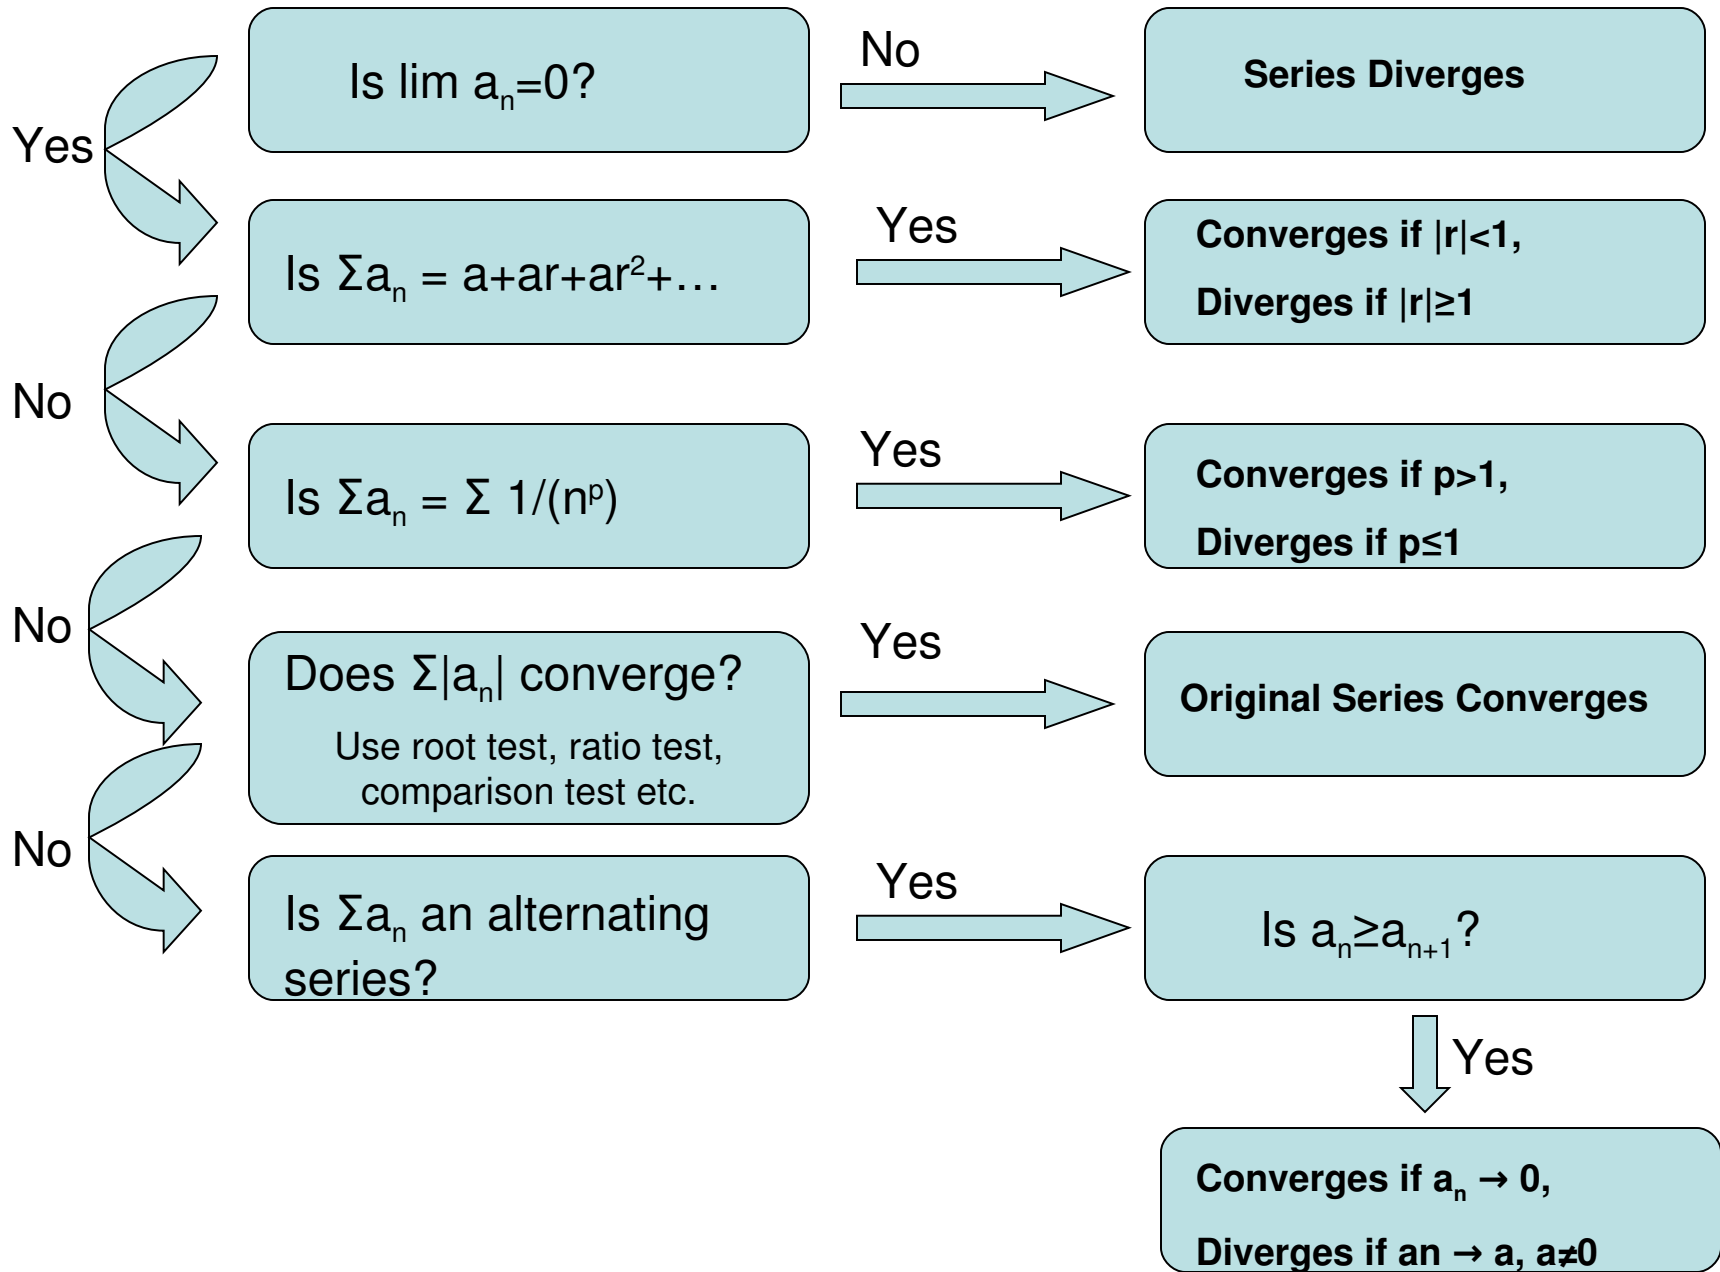 Is lim aₙ=0?
No
Series Diverges
Yes
Is Σaₙ = a+ar+ar²+…
Yes
Converges if |r|<1,
Diverges if |r|≥1
No
Is Σaₙ = Σ 1/(nᵖ)
Yes
Converges if p>1,
Diverges if p≤1
No
Does Σ|aₙ| converge?
Use root test, ratio test,
comparison test etc.
Yes
Original Series Converges
No
Is Σaₙ an alternating
series?
Yes
Is aₙ≥aₙ₊₁?
Yes
Converges if aₙ → 0,
Diverges if an → a, a≠0